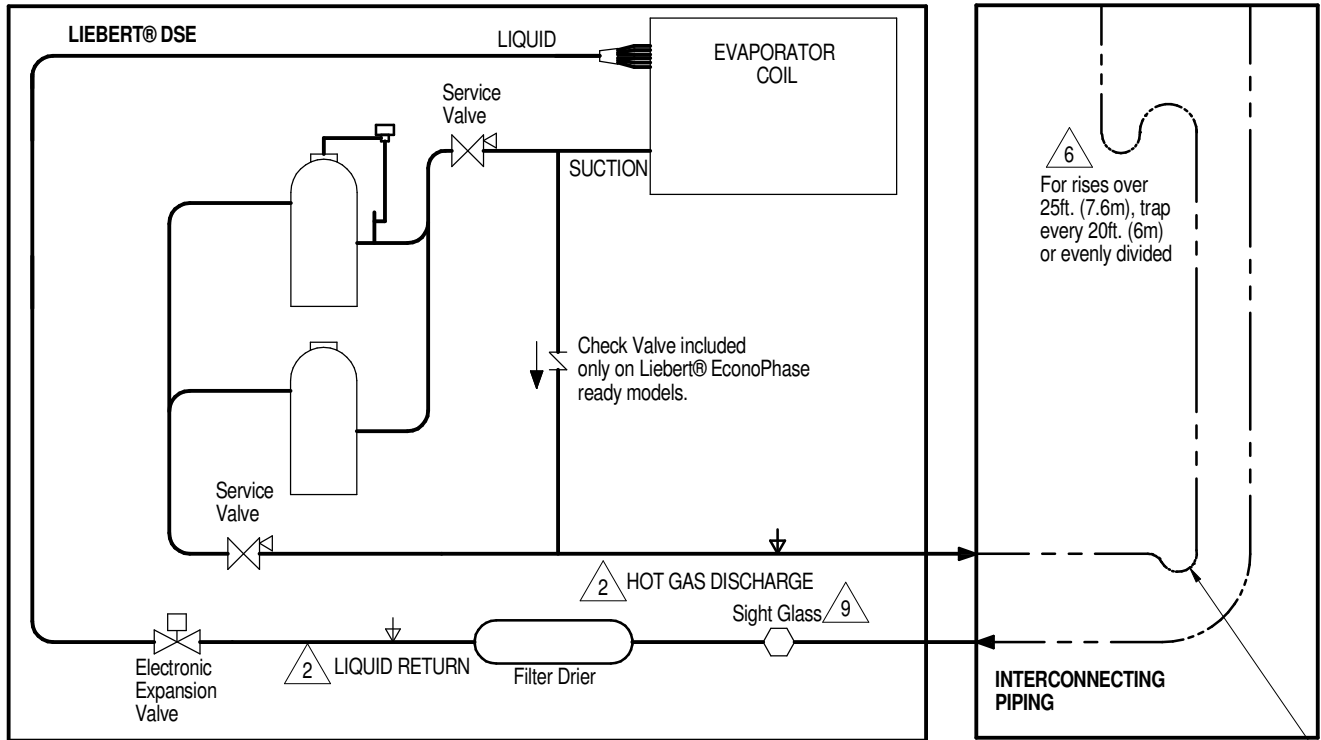 LIEBERT® DSE
LIQUID
EVAPORATOR
COIL
Service
Valve
SUCTION
6
For rises over
25ft. (7.6m), trap
every 20ft. (6m)
or evenly divided
Check Valve included
only on Liebert® EconoPhase
ready models.
Service
Valve
2 HOT GAS DISCHARGE
Sight Glass 9
2 LIQUID RETURN
Filter Drier
Electronic
Expansion
Valve
INTERCONNECTING
PIPING